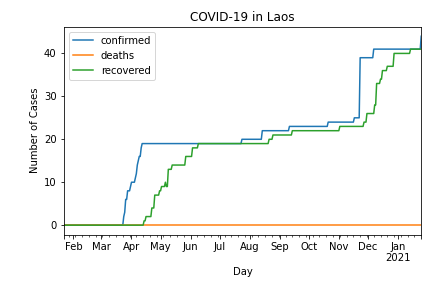 COVID-19 in Laos
confirmed
deaths
recovered
Number of Cases
40
30
20
10
0
Feb Mar Apr May Jun Jul Aug Sep Oct Nov Dec Jan
2021
Day